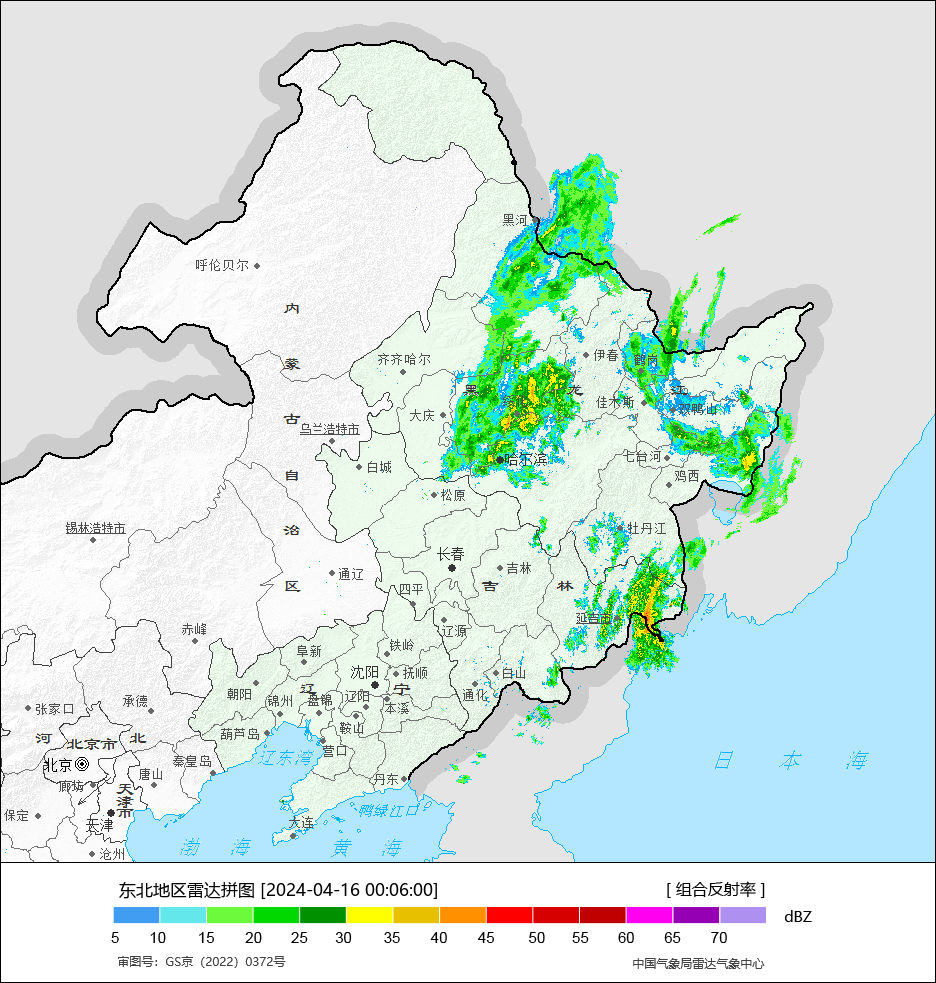 黑河
呼伦贝尔
内
齐齐哈尔
伊春
鹤岗
蒙
黑
龙
江
绥化
佳木斯
双鸭山
大庆
古
乌兰浩特市
哈尔滨
七台河
白城
鸡西
自
松原
锡林浩特市
治
牡丹江
长春
吉林
通辽
区
四平
吉
林
延吉市
赤峰
辽源
铁岭
阜新
沈阳
抚顺
白山
朝阳
辽
宁
锦州
盘锦
辽阳
本溪
通化
承德
张家口
葫芦岛
鞍山
河
北京市
北
营口
辽东湾
日 本 海
北京
秦皇岛
唐山
丹东
廊坊
天津市
鸭绿江口
保定
天津
大连
渤 海
黄 海
沧州
东北地区雷达拼图 [2024-04-16 00:06:00]
[ 组合反射率 ]
dBZ
5 10 15 20 25 30 35 40 45 50 55 60 65 70
审图号：GS京（2022）0372号
中国气象局雷达气象中心